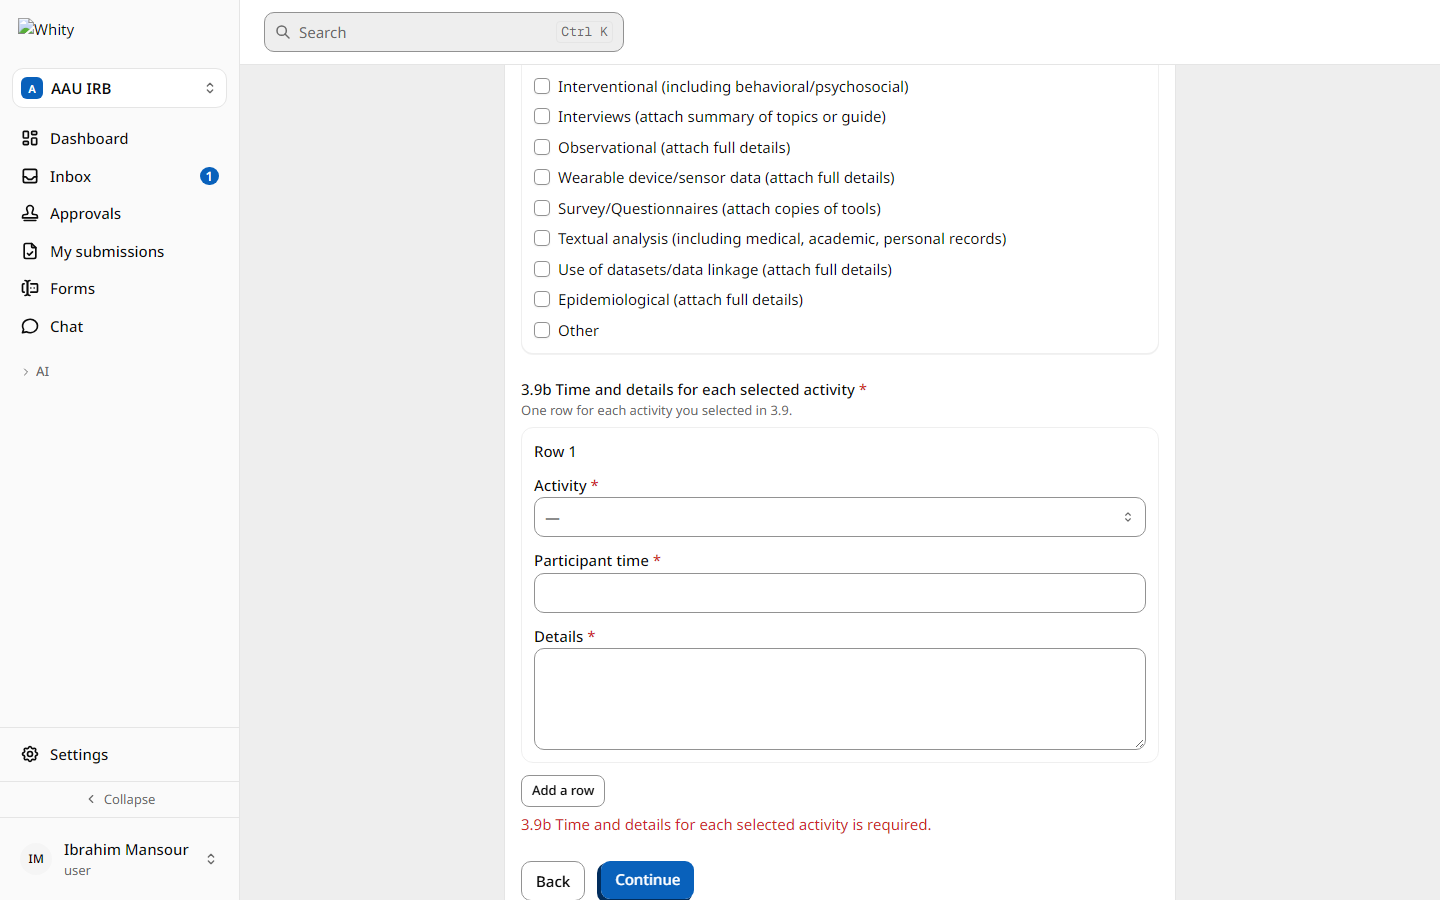 Whity
A
AAU IRB
Dashboard
Inbox
1
Approvals
My submissions
Forms
Chat
AI
Settings
Collapse
IM
Ibrahim Mansour
user
Search
Ctrl K
Interventional (including behavioral/psychosocial)
Interviews (attach summary of topics or guide)
Observational (attach full details)
Wearable device/sensor data (attach full details)
Survey/Questionnaires (attach copies of tools)
Textual analysis (including medical, academic, personal records)
Use of datasets/data linkage (attach full details)
Epidemiological (attach full details)
Other
3.9b Time and details for each selected activity *
One row for each activity you selected in 3.9.
Row 1
Activity *
—
Participant time *
Details *
Add a row
3.9b Time and details for each selected activity is required.
Back
Continue